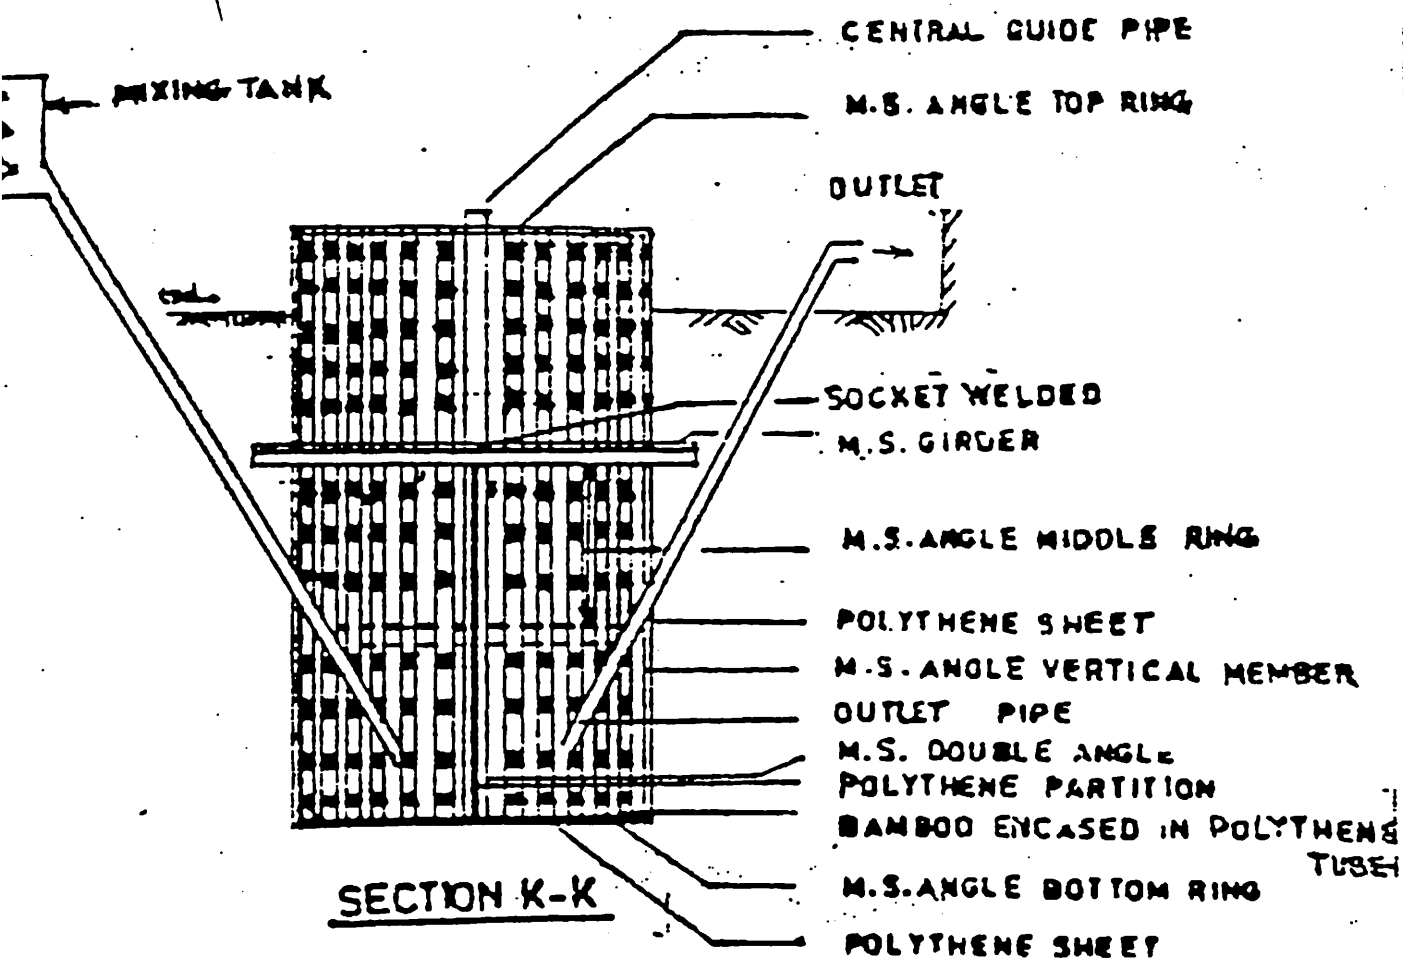 CENTRAL GUIDE PIPE
MIXING TANK
M.S. ANGLE TOP RING
OUTLET
SOCKET WELDED
M.S. GIRDER
M.S. ANGLE MIDDLE RING
POLYTHENE SHEET
M.S. ANGLE VERTICAL MEMBER
OUTLET PIPE
M.S. DOUBLE ANGLE
POLYTHENE PARTITION
BAMBOO ENCASED IN POLYTHENE
TUBE
M.S. ANGLE BOTTOM RING
SECTION K-K
POLYTHENE SHEET